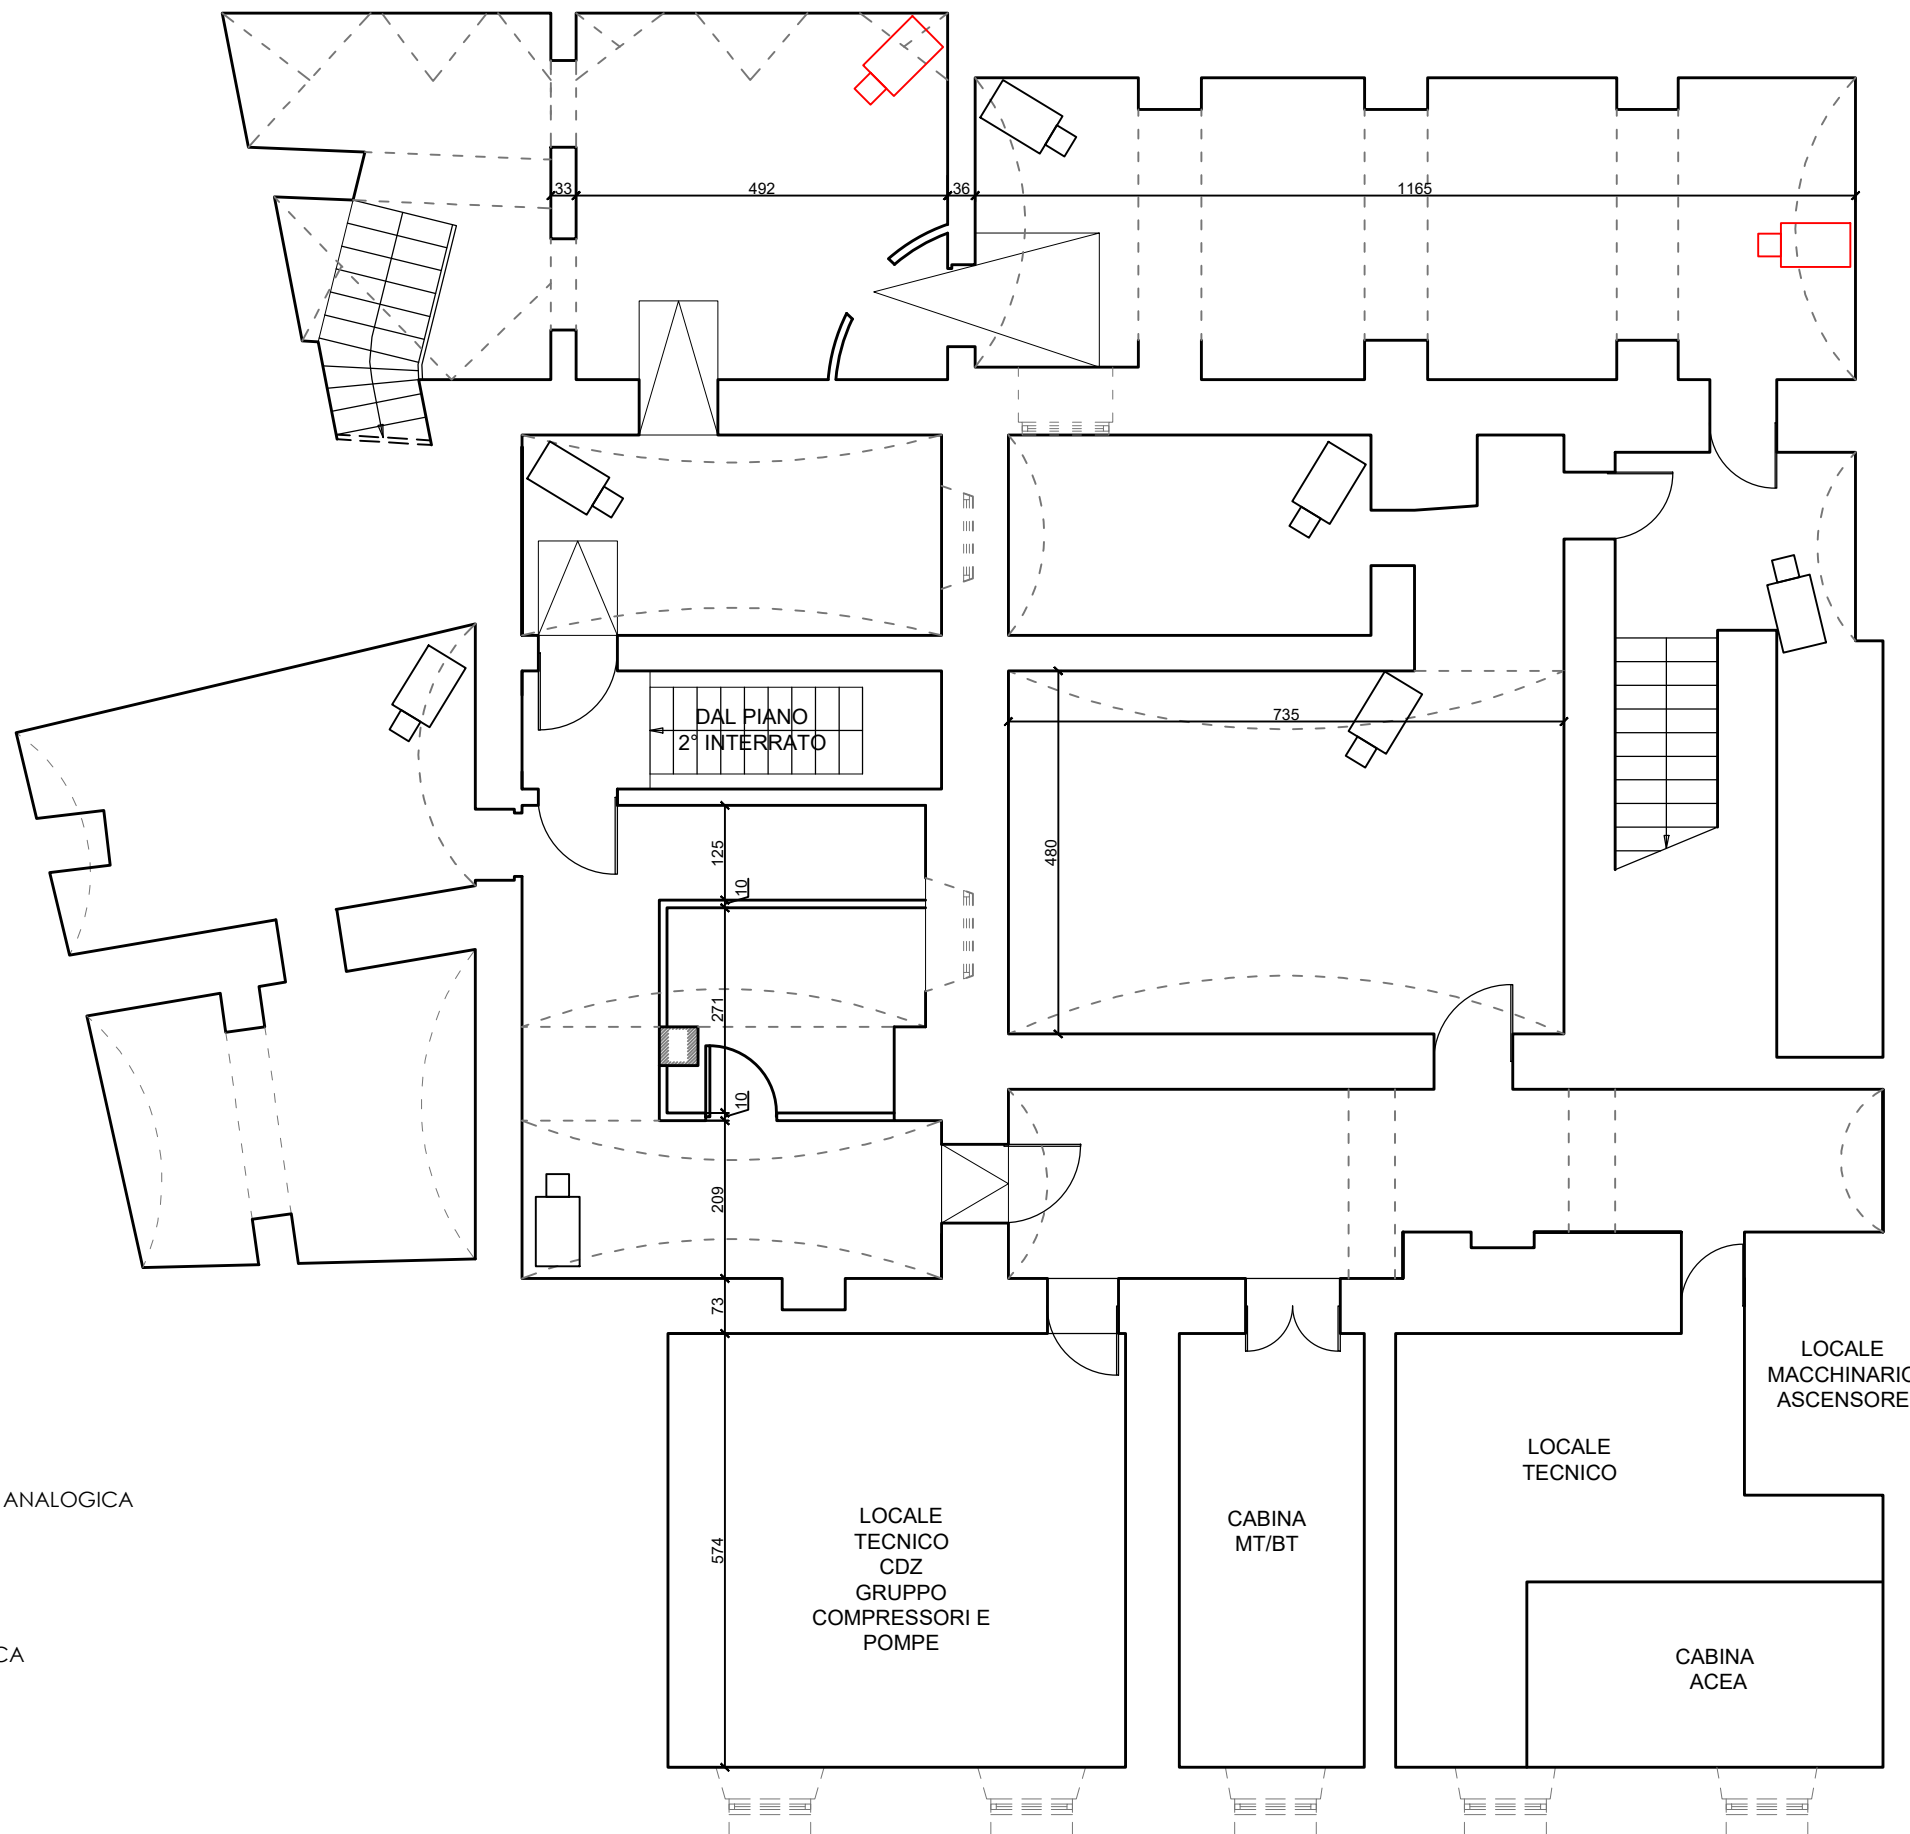 33
492
36
1165
DAL PIANO
2° INTERRATO
735
125
480
10
271
10
209
73
574
LOCALE
MACCHINARIO
ASCENSORE
LOCALE
TECNICO
ANALOGICA
LOCALE
TECNICO
CDZ
GRUPPO
COMPRESSORI E
POMPE
CABINA
MT/BT
CABINA
ACEA
CA